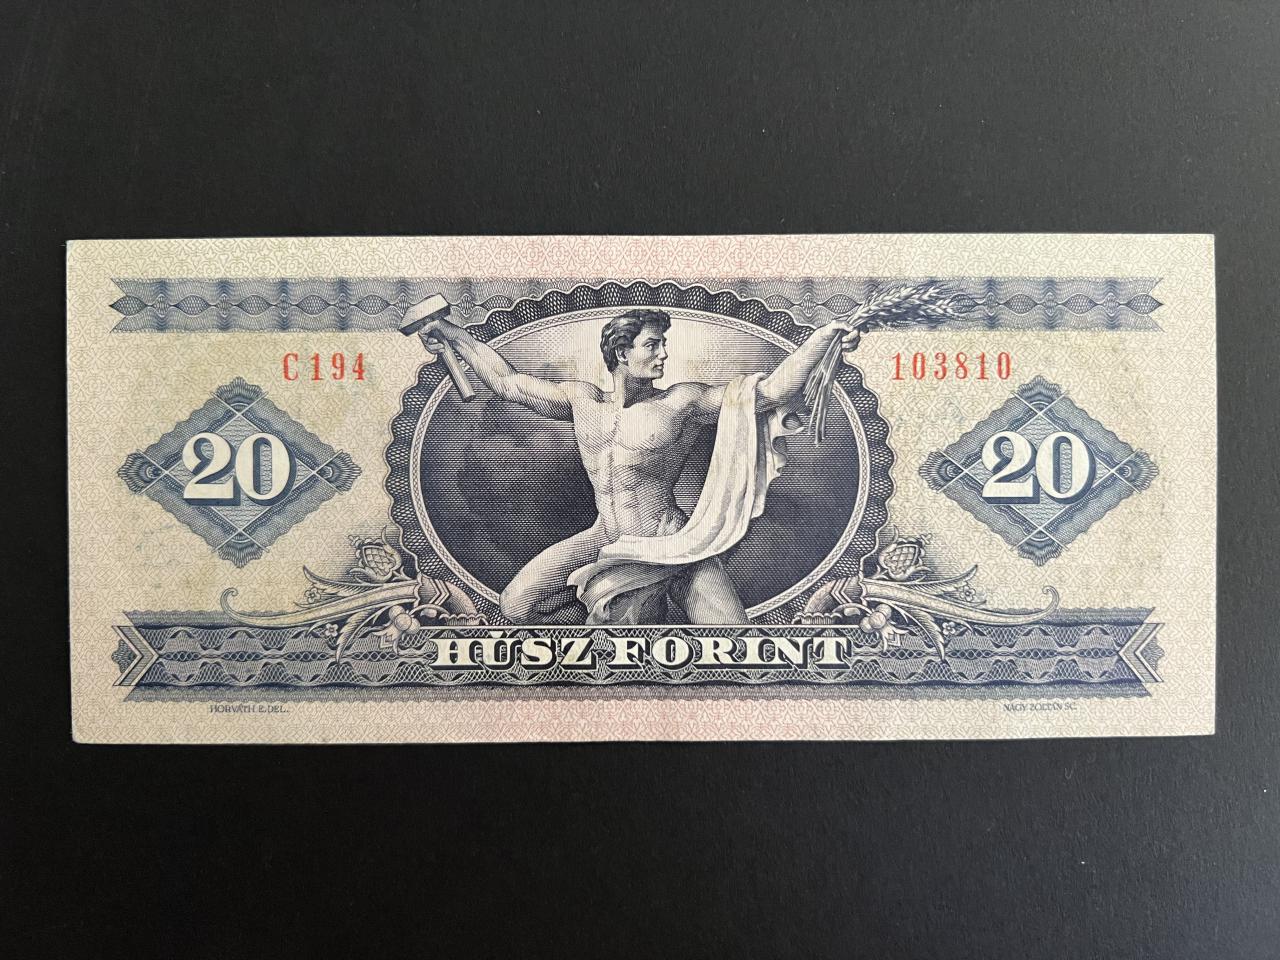 C 194 103810
20 20
HÚSZ FORINT
HORVÁTH E. DEL. NAGY ZOLTÁN SC.